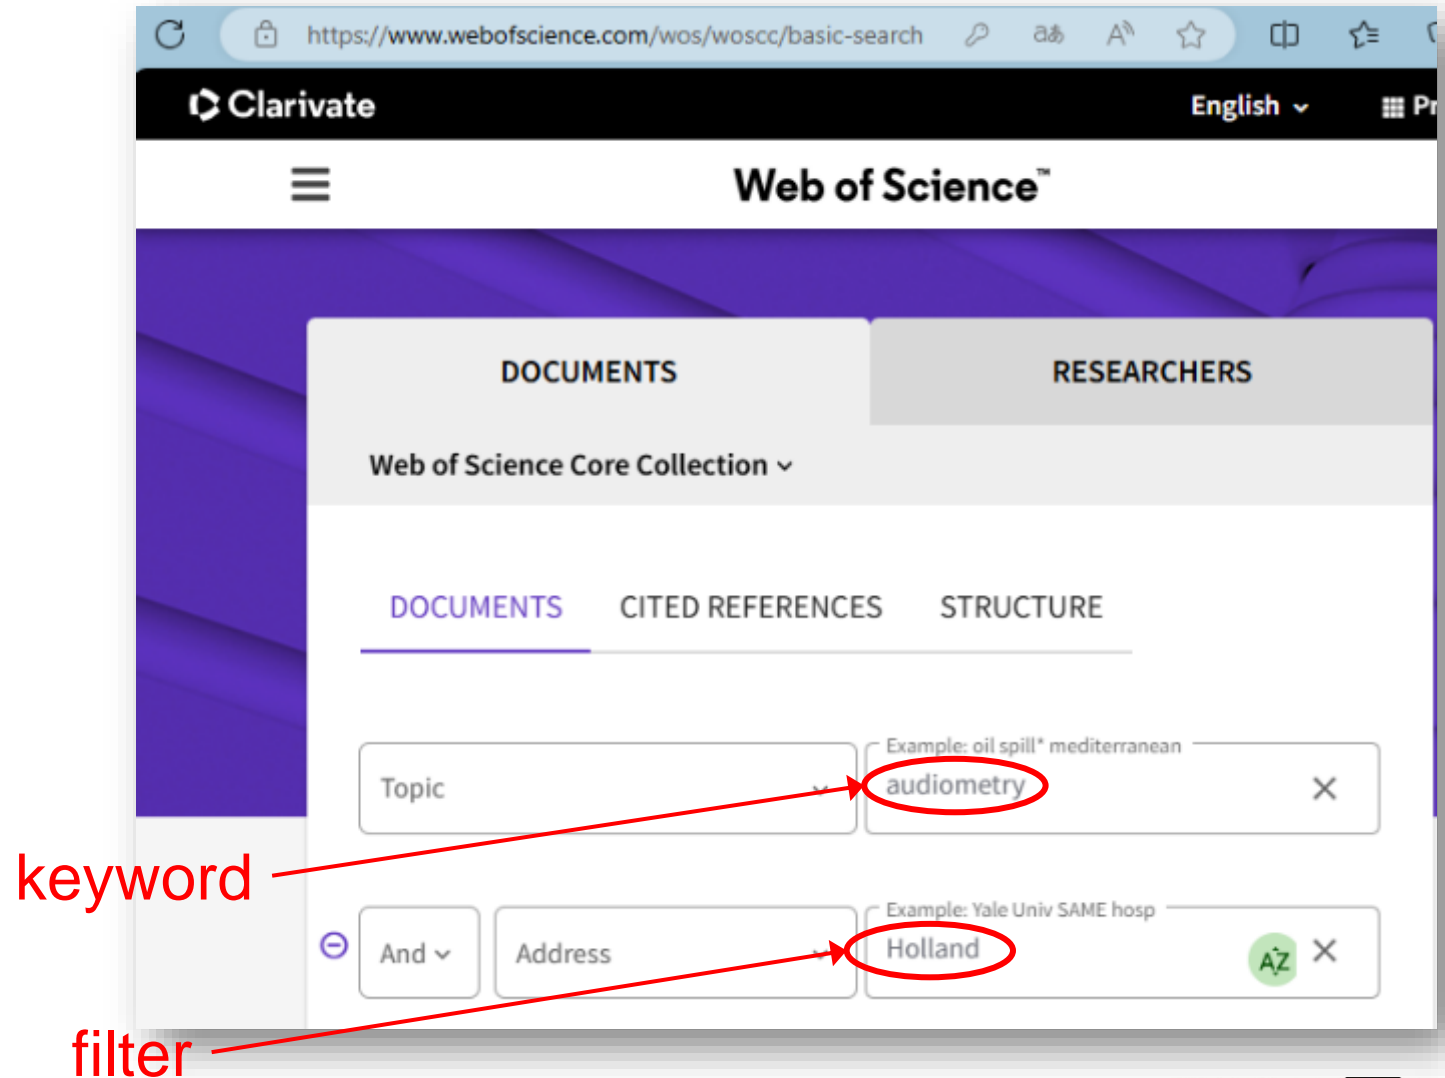 https://www.webofscience.com/wos/woscc/basic-search
Clarivate
English
Pr
Web of Science™
DOCUMENTS
RESEARCHERS
Web of Science Core Collection
DOCUMENTS
CITED REFERENCES
STRUCTURE
Topic
Example: oil spill* mediterranean
audiometry
keyword
And
Address
Example: Yale Univ SAME hosp
Holland
AZ
filter